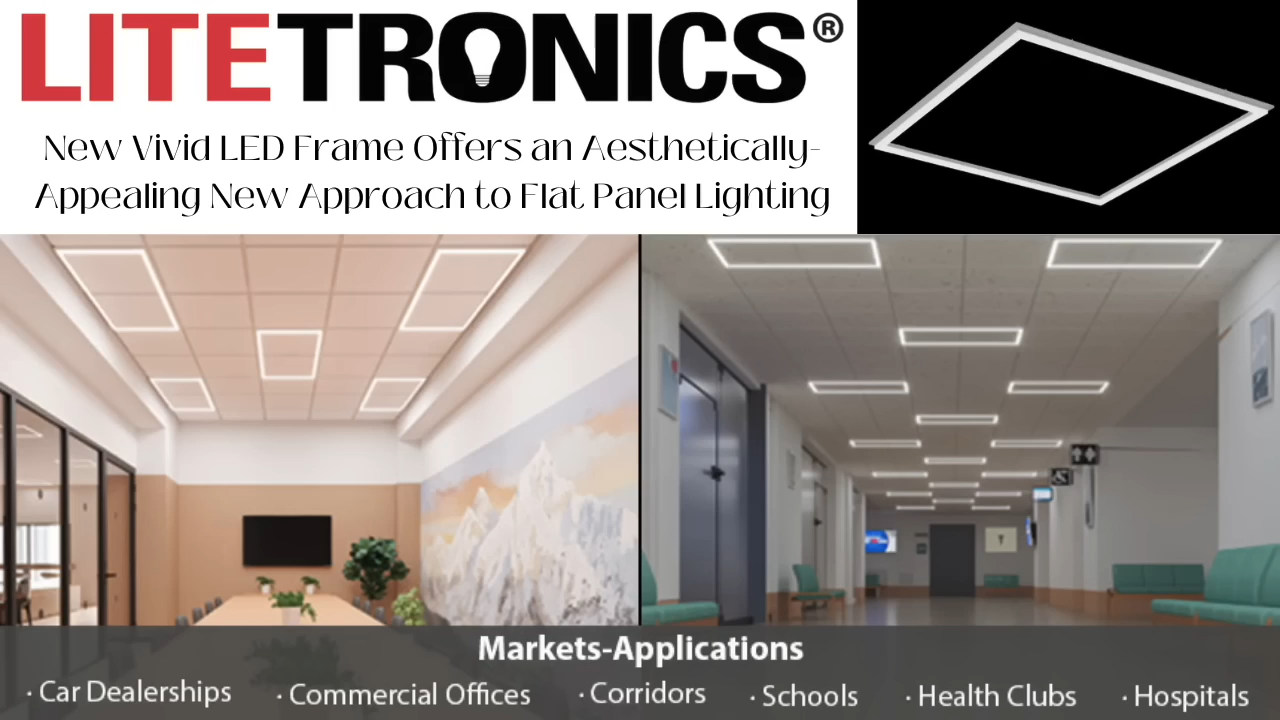 LITETRONICS®
New Vivid LED Frame Offers an Aesthetically-
Appealing New Approach to Flat Panel Lighting
Markets-Applications
· Car Dealerships · Commercial Offices · Corridors · Schools · Health Clubs · Hospitals